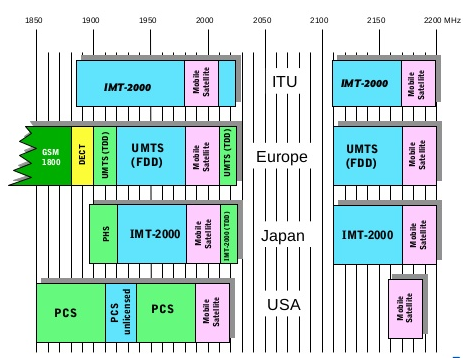 1850 1900 1950 2000 2050 2100 2150 2200 MHz
IMT-2000
Mobile
Satellite
ITU
IMT-2000
Mobile
Satellite
GSM
1800
DECT
UMTS (TDD)
UMTS
(FDD)
Mobile
Satellite
UMTS (TDD)
Europe
UMTS
(FDD)
Mobile
Satellite
PHS
IMT-2000
Mobile
Satellite
IMT-2000 (TDD)
Japan
IMT-2000
Mobile
Satellite
PCS
PCS
unlicensed
PCS
Mobile
Satellite
USA
Mobile
Satellite